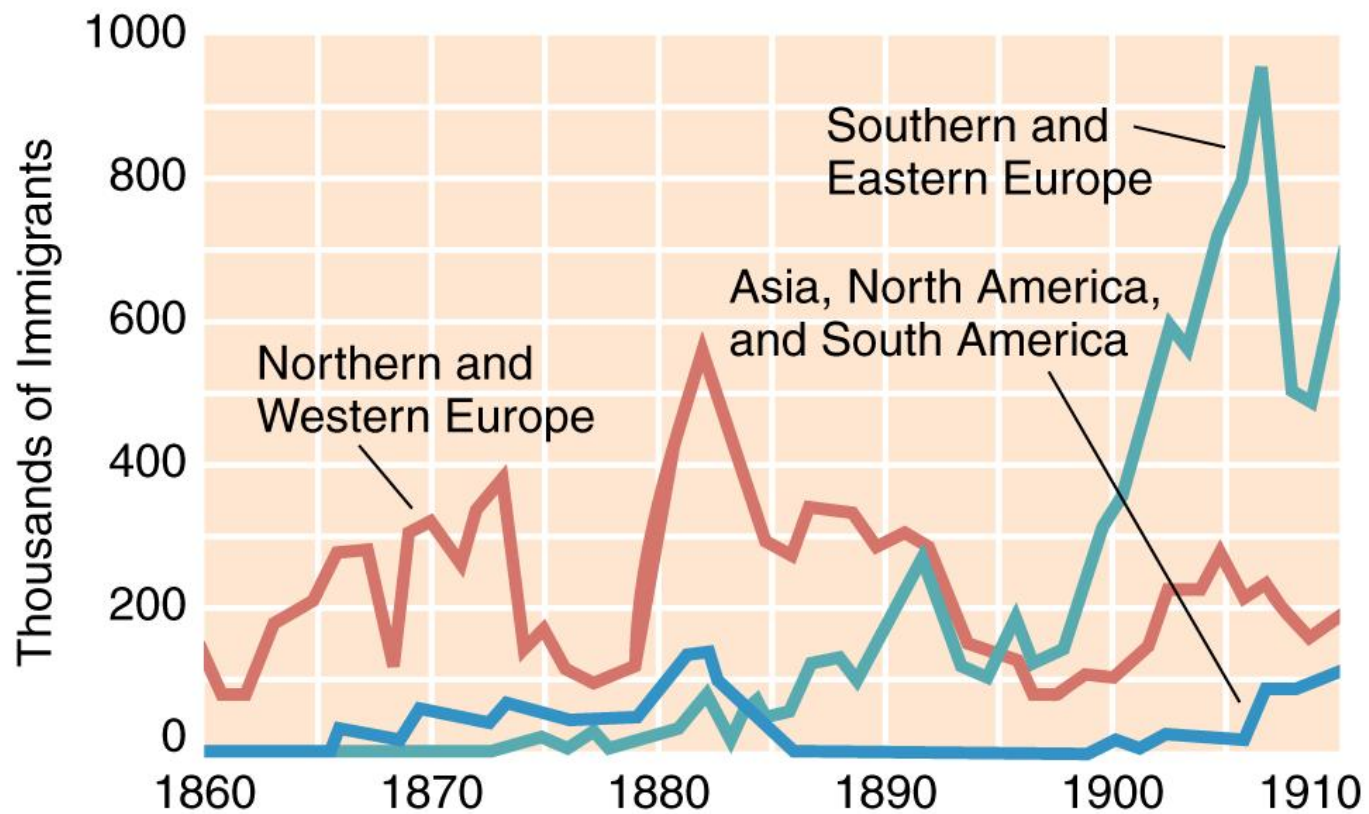 Thousands of Immigrants
1000
800
600
400
200
0
Southern and
Eastern Europe
Asia, North America,
and South America
Northern and
Western Europe
1860 1870 1880 1890 1900 1910